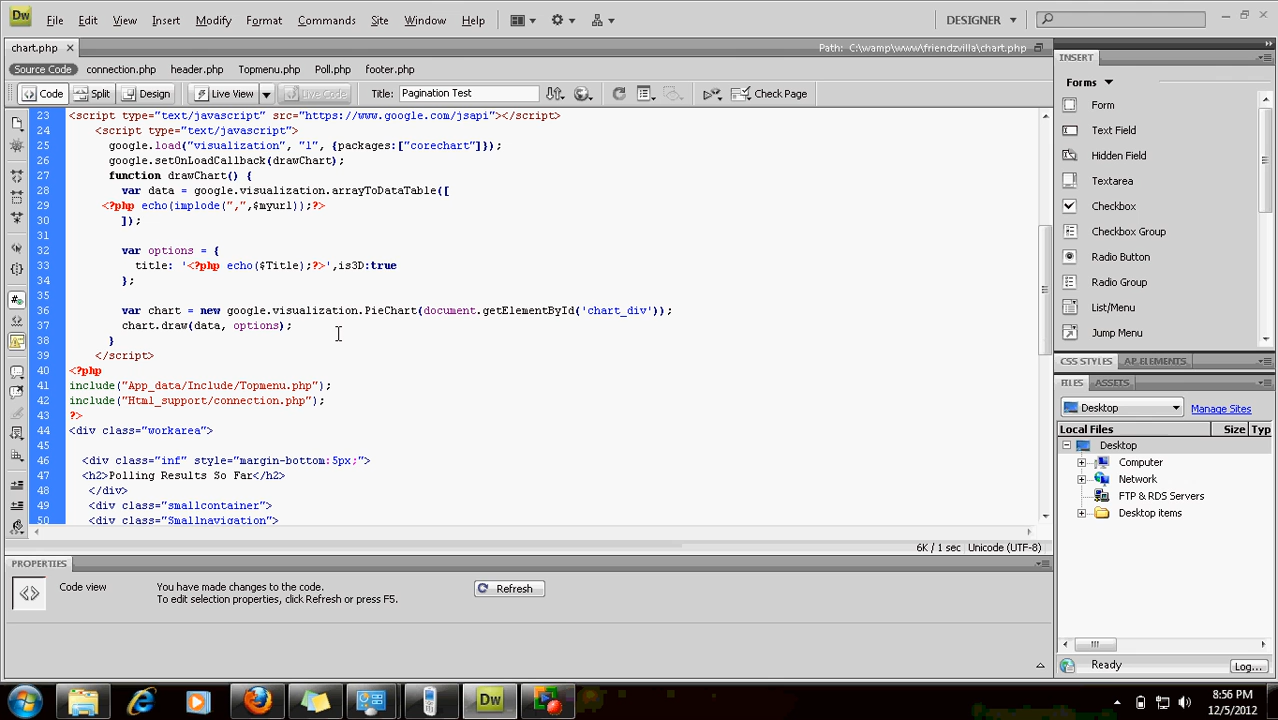 Dw File Edit View Insert Modify Format Commands Site Window Help DESIGNER
chart.php × Path: C:\wamp\www\friendzvilla\chart.php
Source Code connection.php header.php Topmenu.php Poll.php Footer.php
Code Split Design Live View Live Code Title: Pagination Test Check Page
23 <script type="text/javascript" src="https://www.google.com/jsapi"></script>
24 <script type="text/javascript">
25 google.load("visualization", "1", {packages:["corechart"]});
26 google.setOnLoadCallback(drawChart);
27 function drawChart() {
28 var data = google.visualization.arrayToDataTable([
29 <?php echo(implode(",",$myurl));?>
30 ]);
31
32 var options = {
33 title: '<?php echo($Title);?>',is3D:true
34 };
35
36 var chart = new google.visualization.PieChart(document.getElementById('chart_div'));
37 chart.draw(data, options);
38 }
39 </script>
40 <?php
41 include("App_data/Include/Topmenu.php");
42 include("Html_support/connection.php");
43 ?>
44 <div class="workarea">
45
46 <div class="inf" style="margin-bottom:5px;">
47 <h2>Polling Results So Far</h2>
48 </div>
49 <div class="smallcontainer">
50 <div class="Smallnavigation">
6K / 1 sec Unicode (UTF-8)
PROPERTIES
Code view You have made changes to the code.
To edit selection properties, click Refresh or press F5.
Refresh
INSERT
Forms
Form
Text Field
Hidden Field
Textarea
Checkbox
Checkbox Group
Radio Button
Radio Group
List/Menu
Jump Menu
CSS STYLES AP ELEMENTS
FILES ASSETS
Desktop Manage Sites
Local Files Size Typ
Desktop
Computer
Network
FTP & RDS Servers
Desktop items
Ready Log...
Dw
8:56 PM
12/5/2012